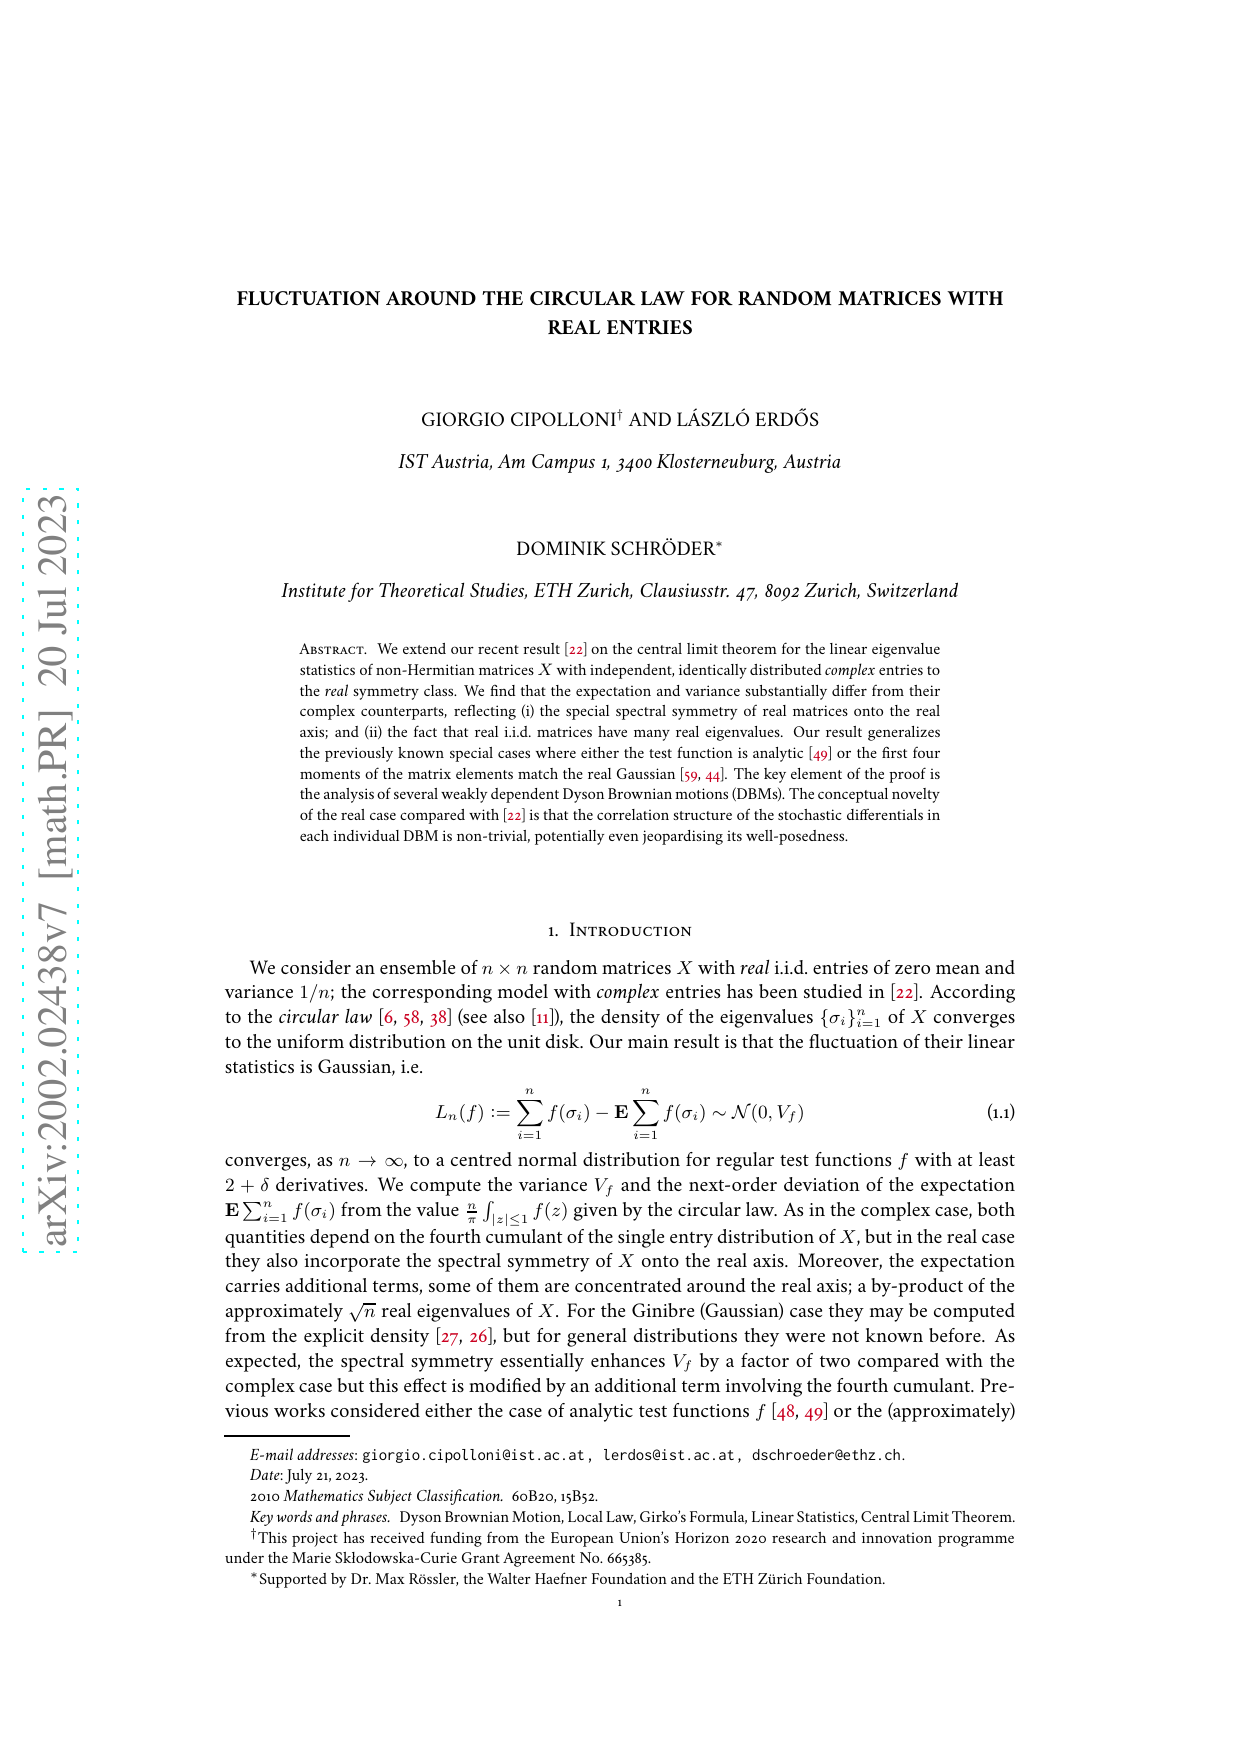 FLUCTUATION AROUND THE CIRCULAR LAW FOR RANDOM MATRICES WITH
REAL ENTRIES
GIORGIO CIPOLLONI† AND LÁSZLÓ ERDŐS
IST Austria, Am Campus 1, 3400 Klosterneuburg, Austria
DOMINIK SCHRÖDER*
Institute for Theoretical Studies, ETH Zurich, Clausiusstr. 47, 8092 Zurich, Switzerland
Abstract. We extend our recent result [22] on the central limit theorem for the linear eigenvalue
statistics of non-Hermitian matrices X with independent, identically distributed complex entries to
the real symmetry class. We find that the expectation and variance substantially differ from their
complex counterparts, reflecting (i) the special spectral symmetry of real matrices onto the real
axis; and (ii) the fact that real i.i.d. matrices have many real eigenvalues. Our result generalizes
the previously known special cases where either the test function is analytic [49] or the first four
moments of the matrix elements match the real Gaussian [59, 44]. The key element of the proof is
the analysis of several weakly dependent Dyson Brownian motions (DBMs). The conceptual novelty
of the real case compared with [22] is that the correlation structure of the stochastic differentials in
each individual DBM is non-trivial, potentially even jeopardising its well-posedness.
1. Introduction
We consider an ensemble of n × n random matrices X with real i.i.d. entries of zero mean and
variance 1/n; the corresponding model with complex entries has been studied in [22]. According
to the circular law [6, 58, 38] (see also [11]), the density of the eigenvalues {σ_i}_{i=1}^n of X converges
to the uniform distribution on the unit disk. Our main result is that the fluctuation of their linear
statistics is Gaussian, i.e.
L_n(f) := ∑_{i=1}^n f(σ_i) − E ∑_{i=1}^n f(σ_i) ∼ N(0, V_f) (1.1)
converges, as n → ∞, to a centred normal distribution for regular test functions f with at least
2 + δ derivatives. We compute the variance V_f and the next-order deviation of the expectation
E ∑_{i=1}^n f(σ_i) from the value n/π ∫_{|z|≤1} f(z) given by the circular law. As in the complex case, both
quantities depend on the fourth cumulant of the single entry distribution of X, but in the real case
they also incorporate the spectral symmetry of X onto the real axis. Moreover, the expectation
carries additional terms, some of them are concentrated around the real axis; a by-product of the
approximately √n real eigenvalues of X. For the Ginibre (Gaussian) case they may be computed
from the explicit density [27, 26], but for general distributions they were not known before. As
expected, the spectral symmetry essentially enhances V_f by a factor of two compared with the
complex case but this effect is modified by an additional term involving the fourth cumulant. Pre-
vious works considered either the case of analytic test functions f [48, 49] or the (approximately)
E-mail addresses: giorgio.cipolloni@ist.ac.at, lerdos@ist.ac.at, dschroeder@ethz.ch.
Date: July 21, 2023.
2010 Mathematics Subject Classification. 60B20, 15B52.
Key words and phrases. Dyson Brownian Motion, Local Law, Girko's Formula, Linear Statistics, Central Limit Theorem.
†This project has received funding from the European Union's Horizon 2020 research and innovation programme
under the Marie Skłodowska-Curie Grant Agreement No. 665385.
*Supported by Dr. Max Rössler, the Walter Haefner Foundation and the ETH Zürich Foundation.
1
arXiv:2002.02438v7 [math.PR] 20 Jul 2023